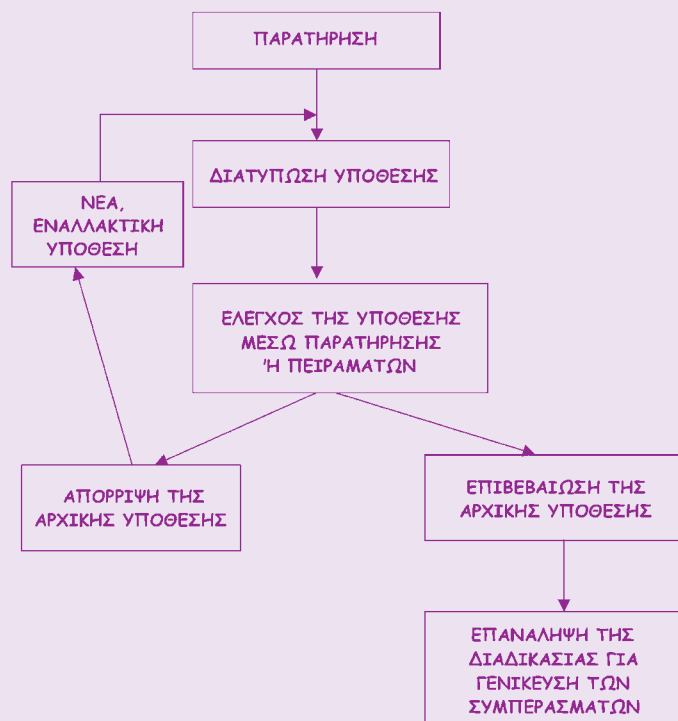 ΠΑΡΑΤΗΡΗΣΗ
ΔΙΑΤΥΠΩΣΗ ΥΠΟΘΕΣΗΣ
ΝΕΑ,
ΕΝΑΛΛΑΚΤΙΚΗ
ΥΠΟΘΕΣΗ
ΕΛΕΓΧΟΣ ΤΗΣ ΥΠΟΘΕΣΗΣ
ΜΕΣΩ ΠΑΡΑΤΗΡΗΣΗΣ
Ή ΠΕΙΡΑΜΑΤΩΝ
ΑΠΟΡΡΙΨΗ ΤΗΣ
ΑΡΧΙΚΗΣ ΥΠΟΘΕΣΗΣ
ΕΠΙΒΕΒΑΙΩΣΗ ΤΗΣ
ΑΡΧΙΚΗΣ ΥΠΟΘΕΣΗΣ
ΕΠΑΝΑΛΗΨΗ ΤΗΣ
ΔΙΑΔΙΚΑΣΙΑΣ ΓΙΑ
ΓΕΝΙΚΕΥΣΗ ΤΩΝ
ΣΥΜΠΕΡΑΣΜΑΤΩΝ